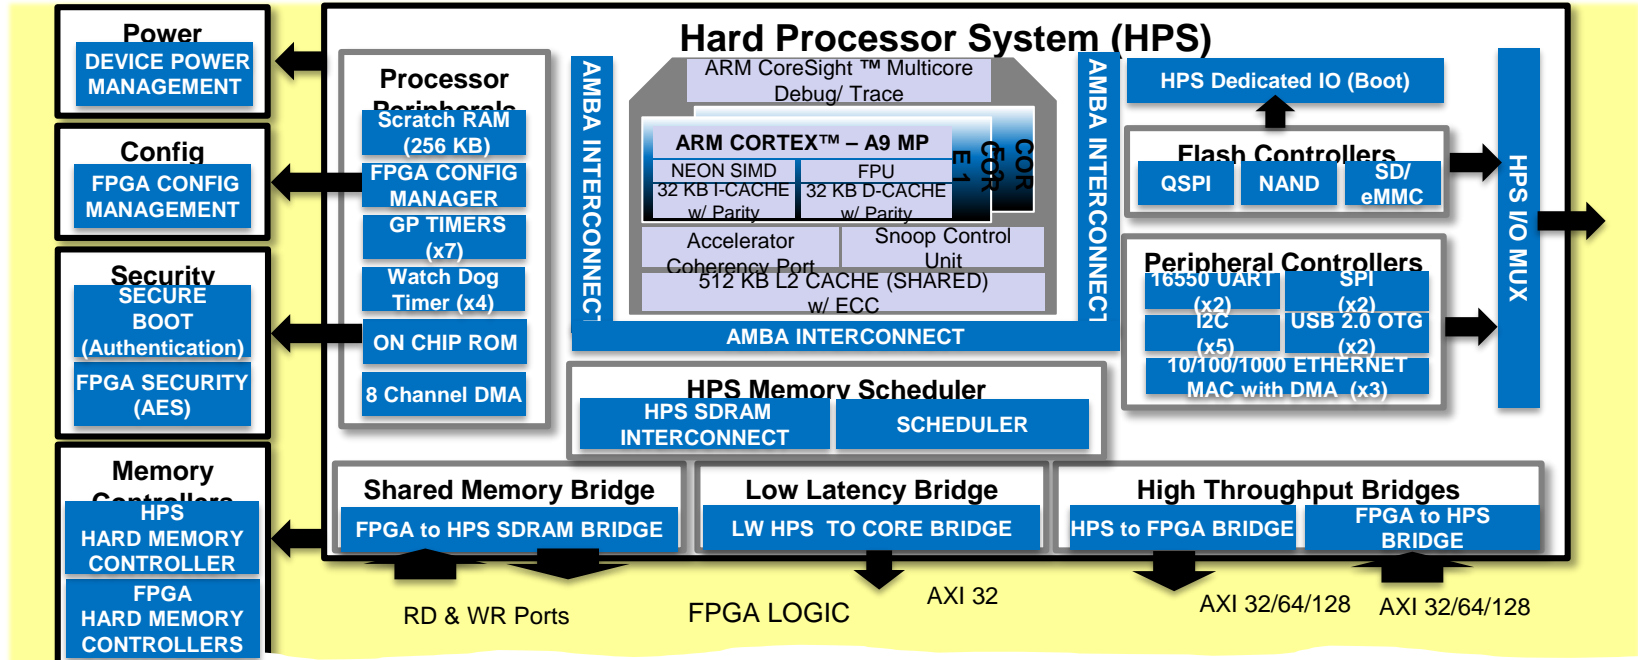 Power
DEVICE POWER
MANAGEMENT
Config
FPGA CONFIG
MANAGEMENT
Security
SECURE
BOOT
(Authentication)
FPGA SECURITY
(AES)
Memory
Controllers
HPS
HARD MEMORY
CONTROLLER
FPGA
HARD MEMORY
CONTROLLERS
Hard Processor System (HPS)
Processor
Peripherals
Scratch RAM
(256 KB)
FPGA CONFIG
MANAGER
GP TIMERS
(x7)
Watch Dog
Timer (x4)
ON CHIP ROM
8 Channel DMA
AMBA INTERCONNECT
ARM CoreSight ™ Multicore
Debug/ Trace
ARM CORTEX™ – A9 MP
NEON SIMD
FPU
32 KB I-CACHE
w/ Parity
32 KB D-CACHE
w/ Parity
COR
E 1
COR
Accelerator
Coherency Port
Snoop Control
Unit
512 KB L2 CACHE (SHARED)
w/ ECC
AMBA INTERCONNECT
AMBA INTERCONNECT
HPS Dedicated IO (Boot)
Flash Controllers
QSPI
NAND
SD/
eMMC
Peripheral Controllers
16550 UART
(x2)
SPI
(x2)
I2C
(x5)
USB 2.0 OTG
(x2)
10/100/1000 ETHERNET
MAC with DMA (x3)
HPS I/O MUX
HPS Memory Scheduler
HPS SDRAM
INTERCONNECT
SCHEDULER
Shared Memory Bridge
FPGA to HPS SDRAM BRIDGE
Low Latency Bridge
LW HPS TO CORE BRIDGE
High Throughput Bridges
HPS to FPGA BRIDGE
FPGA to HPS
BRIDGE
RD & WR Ports
FPGA LOGIC
AXI 32
AXI 32/64/128
AXI 32/64/128